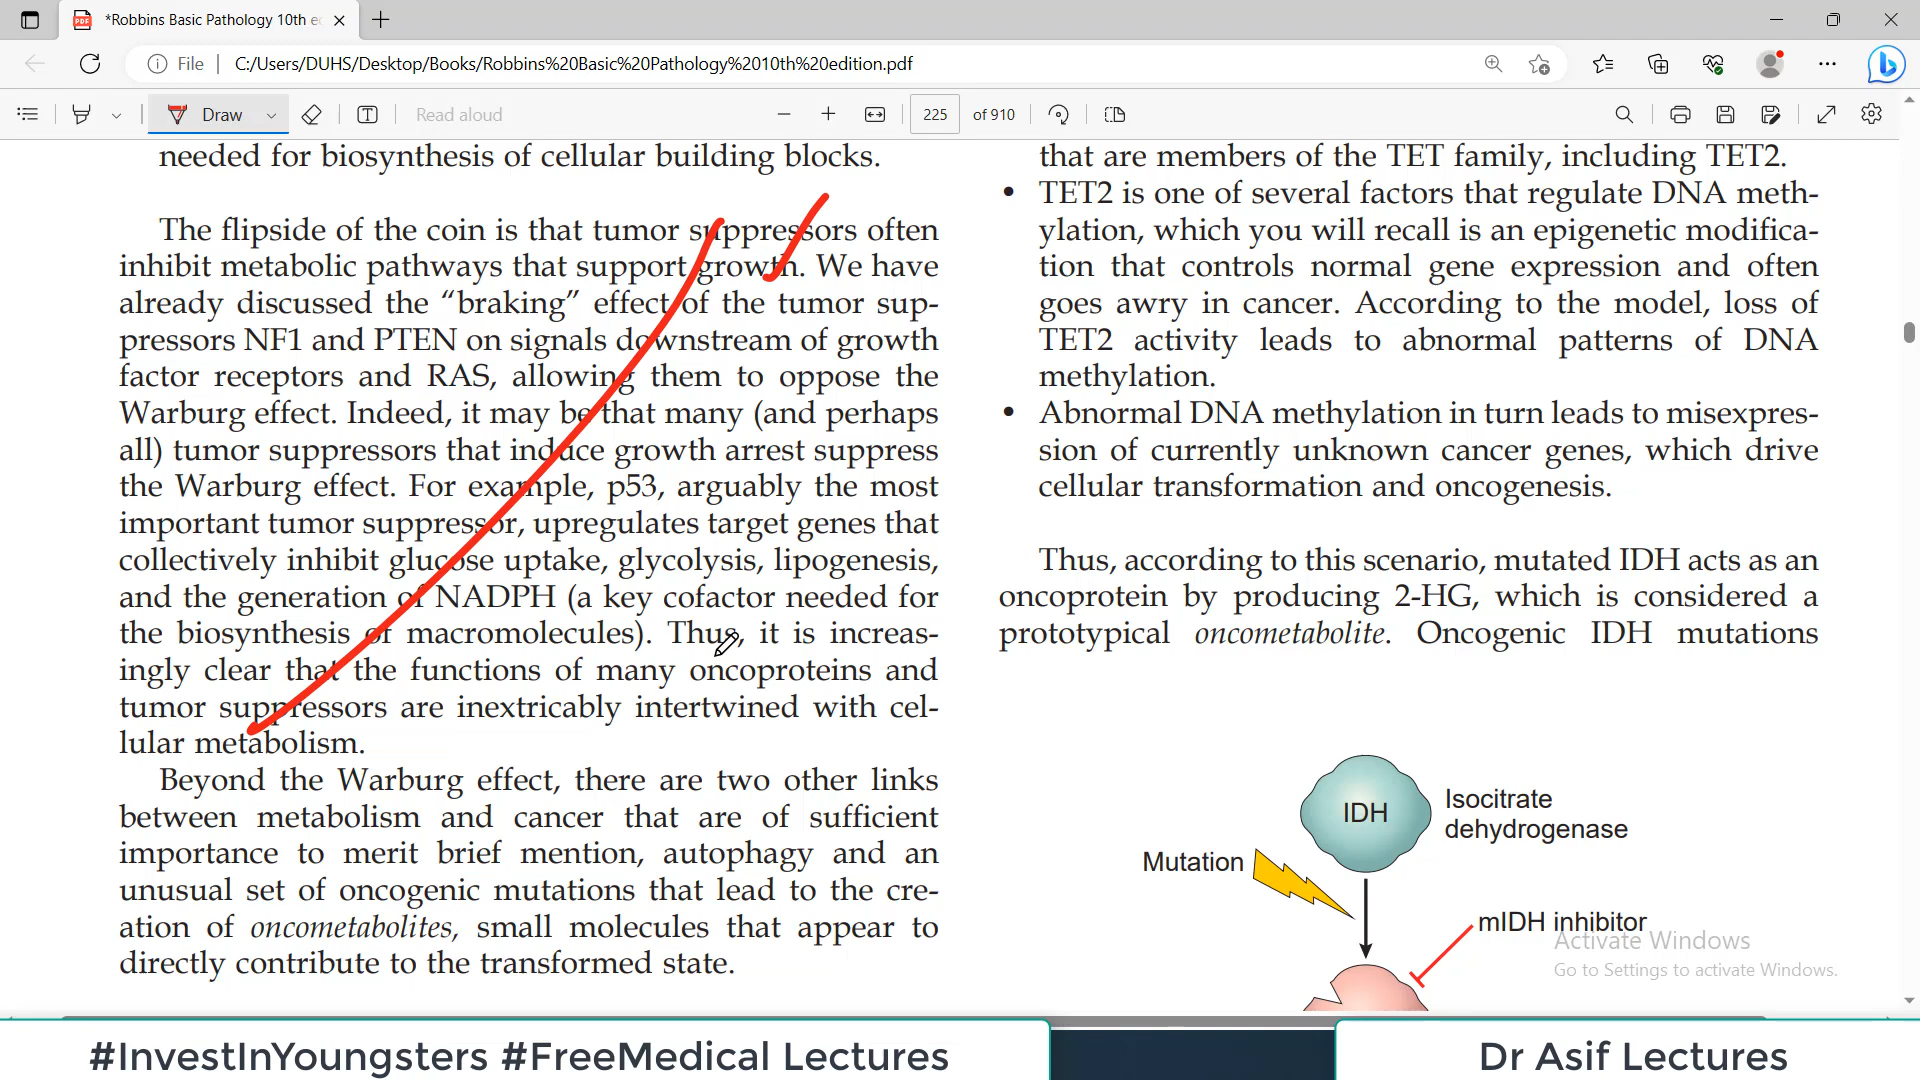 *Robbins Basic Pathology 10th e
File
C:/Users/DUHS/Desktop/Books/Robbins%20Basic%20Pathology%2010th%20edition.pdf
Draw
Read aloud
225
of 910
needed for biosynthesis of cellular building blocks.
The flipside of the coin is that tumor suppressors often
inhibit metabolic pathways that support growth. We have
already discussed the “braking” effect of the tumor sup-
pressors NF1 and PTEN on signals downstream of growth
factor receptors and RAS, allowing them to oppose the
Warburg effect. Indeed, it may be that many (and perhaps
all) tumor suppressors that induce growth arrest suppress
the Warburg effect. For example, p53, arguably the most
important tumor suppressor, upregulates target genes that
collectively inhibit glucose uptake, glycolysis, lipogenesis,
and the generation of NADPH (a key cofactor needed for
the biosynthesis of macromolecules). Thus, it is increas-
ingly clear that the functions of many oncoproteins and
tumor suppressors are inextricably intertwined with cel-
lular metabolism.
Beyond the Warburg effect, there are two other links
between metabolism and cancer that are of sufficient
importance to merit brief mention, autophagy and an
unusual set of oncogenic mutations that lead to the cre-
ation of oncometabolites, small molecules that appear to
directly contribute to the transformed state.
that are members of the TET family, including TET2.
• TET2 is one of several factors that regulate DNA meth-
ylation, which you will recall is an epigenetic modifica-
tion that controls normal gene expression and often
goes awry in cancer. According to the model, loss of
TET2 activity leads to abnormal patterns of DNA
methylation.
• Abnormal DNA methylation in turn leads to misexpres-
sion of currently unknown cancer genes, which drive
cellular transformation and oncogenesis.
Thus, according to this scenario, mutated IDH acts as an
oncoprotein by producing 2-HG, which is considered a
prototypical oncometabolite. Oncogenic IDH mutations
IDH
Isocitrate
dehydrogenase
Mutation
mIDH inhibitor
Activate Windows
Go to Settings to activate Windows.
#InvestInYoungsters #FreeMedical Lectures
Dr Asif Lectures